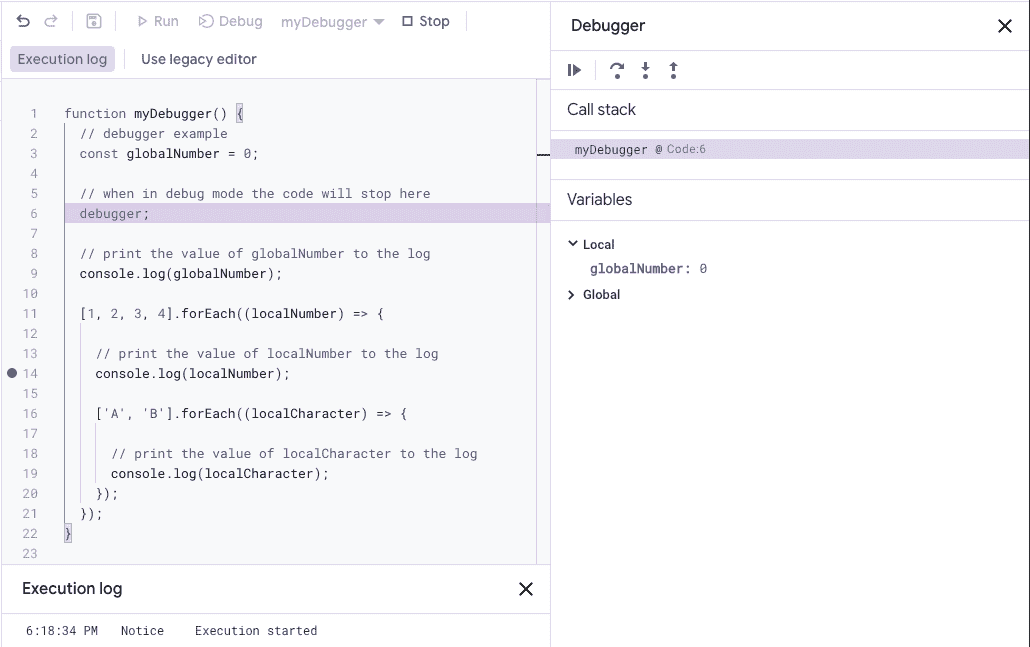 Run Debug myDebugger Stop
Execution log Use legacy editor
1 function myDebugger() {
2 // debugger example
3 const globalNumber = 0;
4
5 // when in debug mode the code will stop here
6 debugger;
7
8 // print the value of globalNumber to the log
9 console.log(globalNumber);
10
11 [1, 2, 3, 4].forEach((localNumber) => {
12
13 // print the value of localNumber to the log
14 console.log(localNumber);
15
16 ['A', 'B'].forEach((localCharacter) => {
17
18 // print the value of localCharacter to the log
19 console.log(localCharacter);
20 });
21 });
22 }
23
Execution log
6:18:34 PM Notice Execution started
Debugger
Call stack
myDebugger @ Code:6
Variables
Local
globalNumber: 0
Global